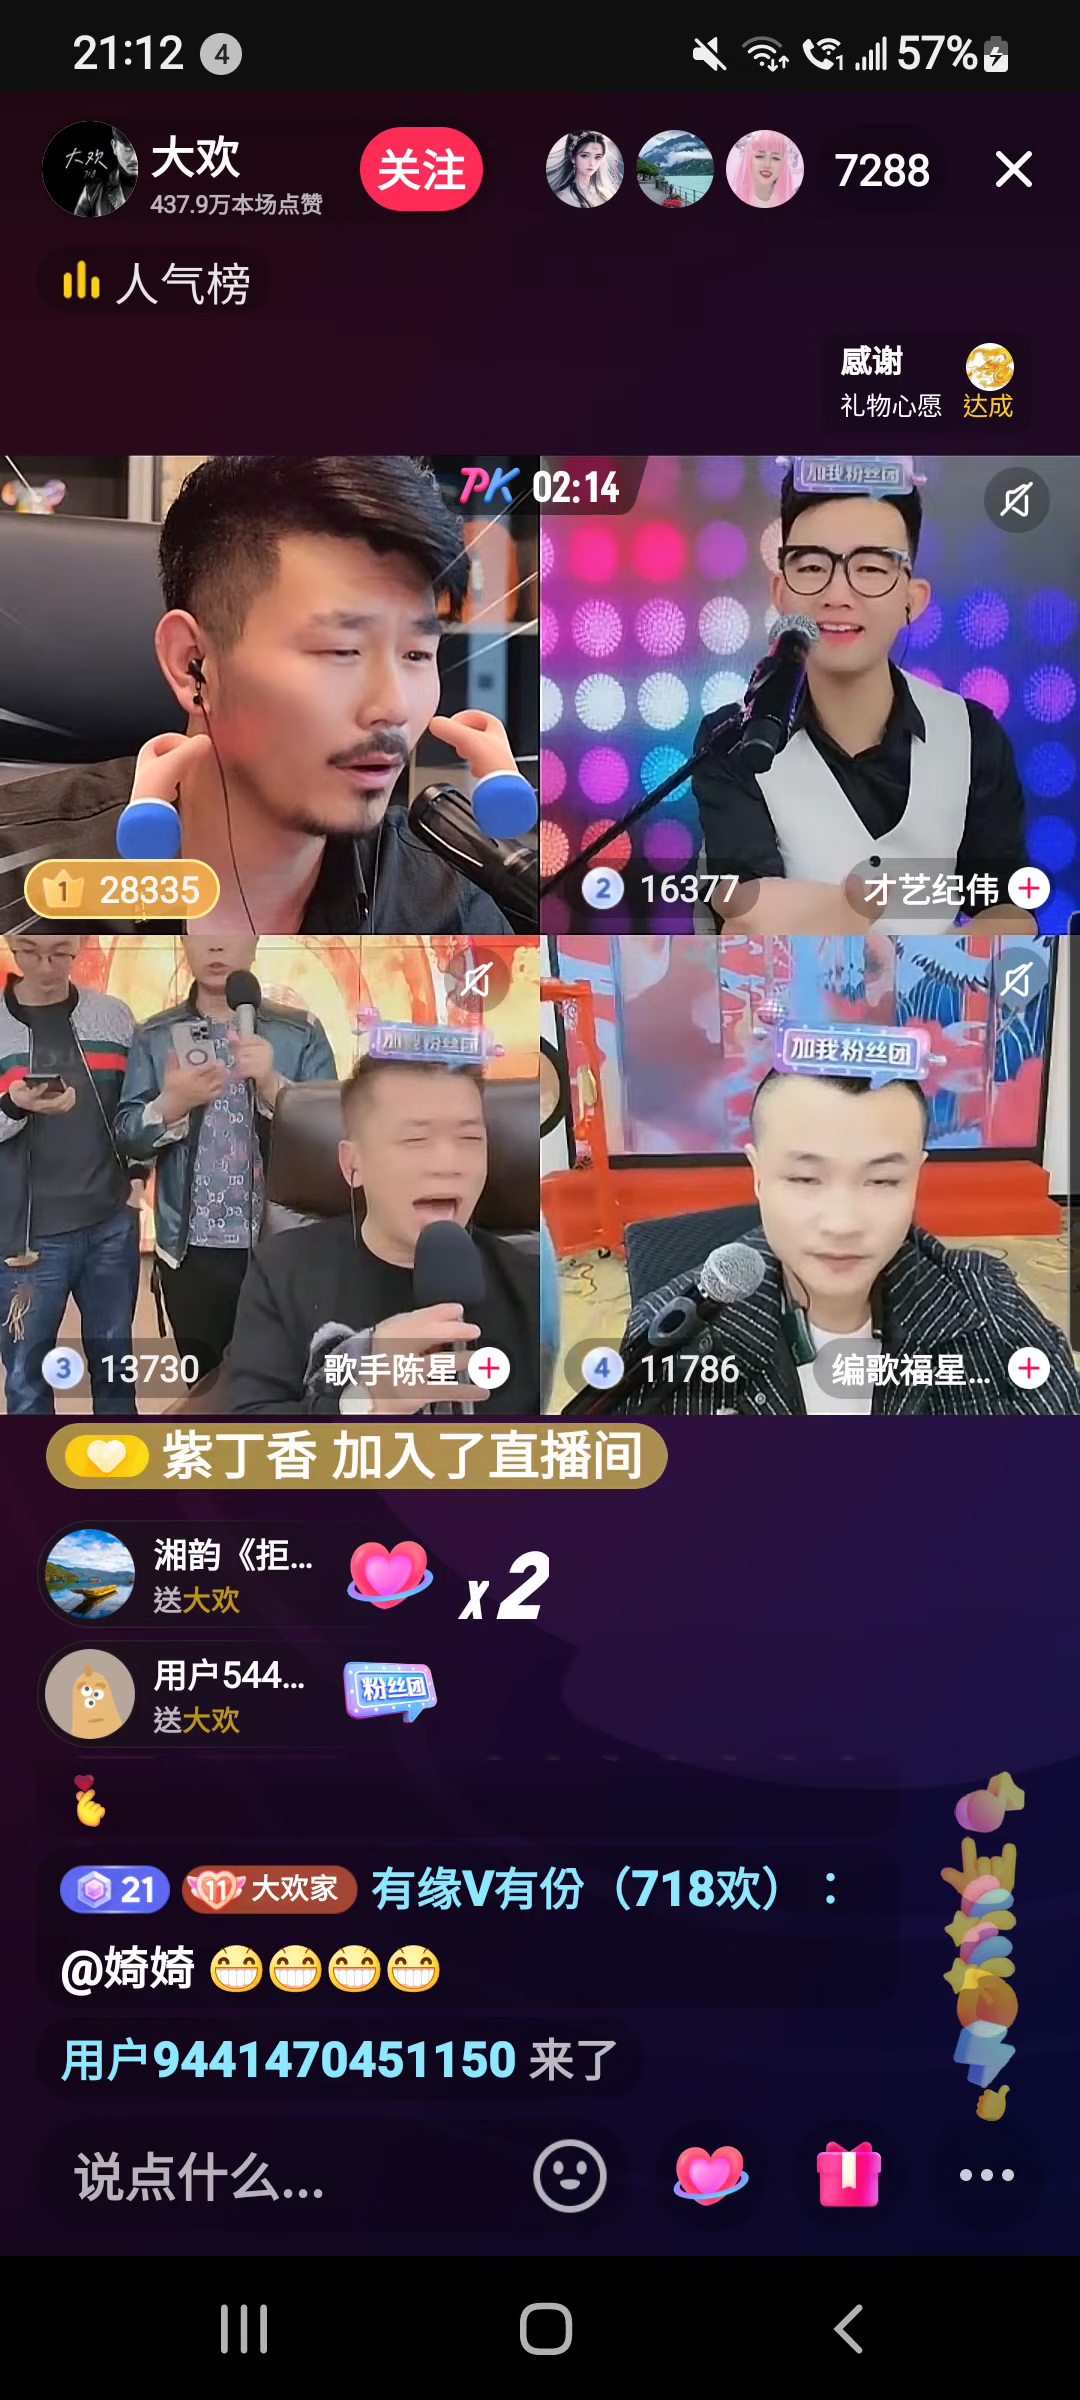 21:12 4 1 57%
大欢
437.9万本场点赞
关注
7288
人气榜
感谢
礼物心愿 达成
PK 02:14
加我粉丝团
1 28335
2 16377 才艺纪伟
加我粉丝团
加我粉丝团
3 13730 歌手陈星
4 11786 编歌福星...
紫丁香 加入了直播间
湘韵《拒...
送大欢
x2
用户544...
送大欢
粉丝团
21 11 大欢家 有缘V有份（718欢）：
@婍婍 😁😁😁😁
用户9441470451150 来了
说点什么...